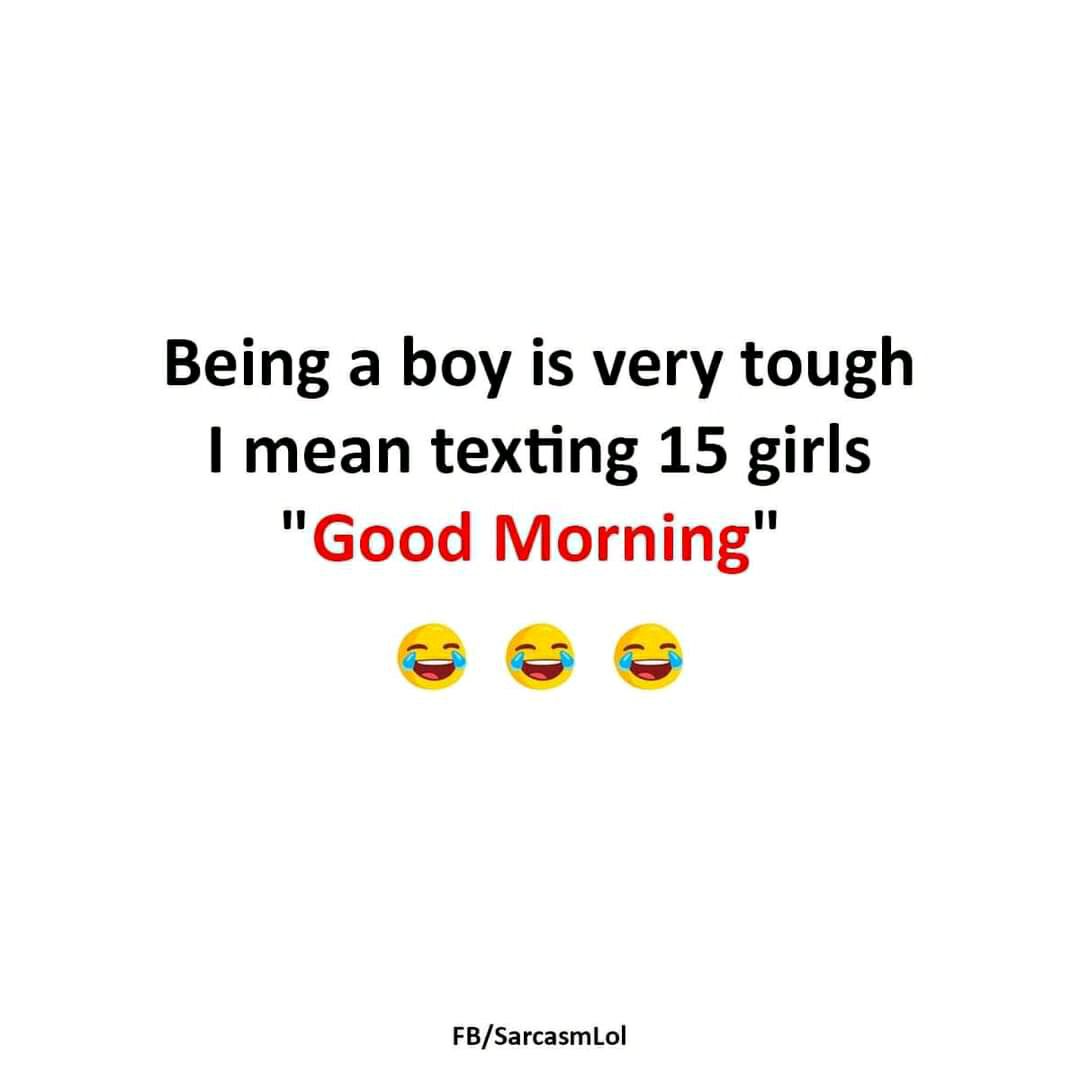 Being a boy is very tough
I mean texting 15 girls
"Good Morning"
😂 😂 😂
FB/SarcasmLol